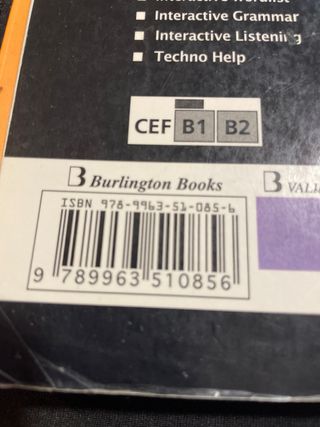 ■ Interactive Grammar
■ Interactive Listening
■ Techno Help
CEF B1 B2
B Burlington Books
B
ISBN 978-9963-51-085-6
9 789963 510856